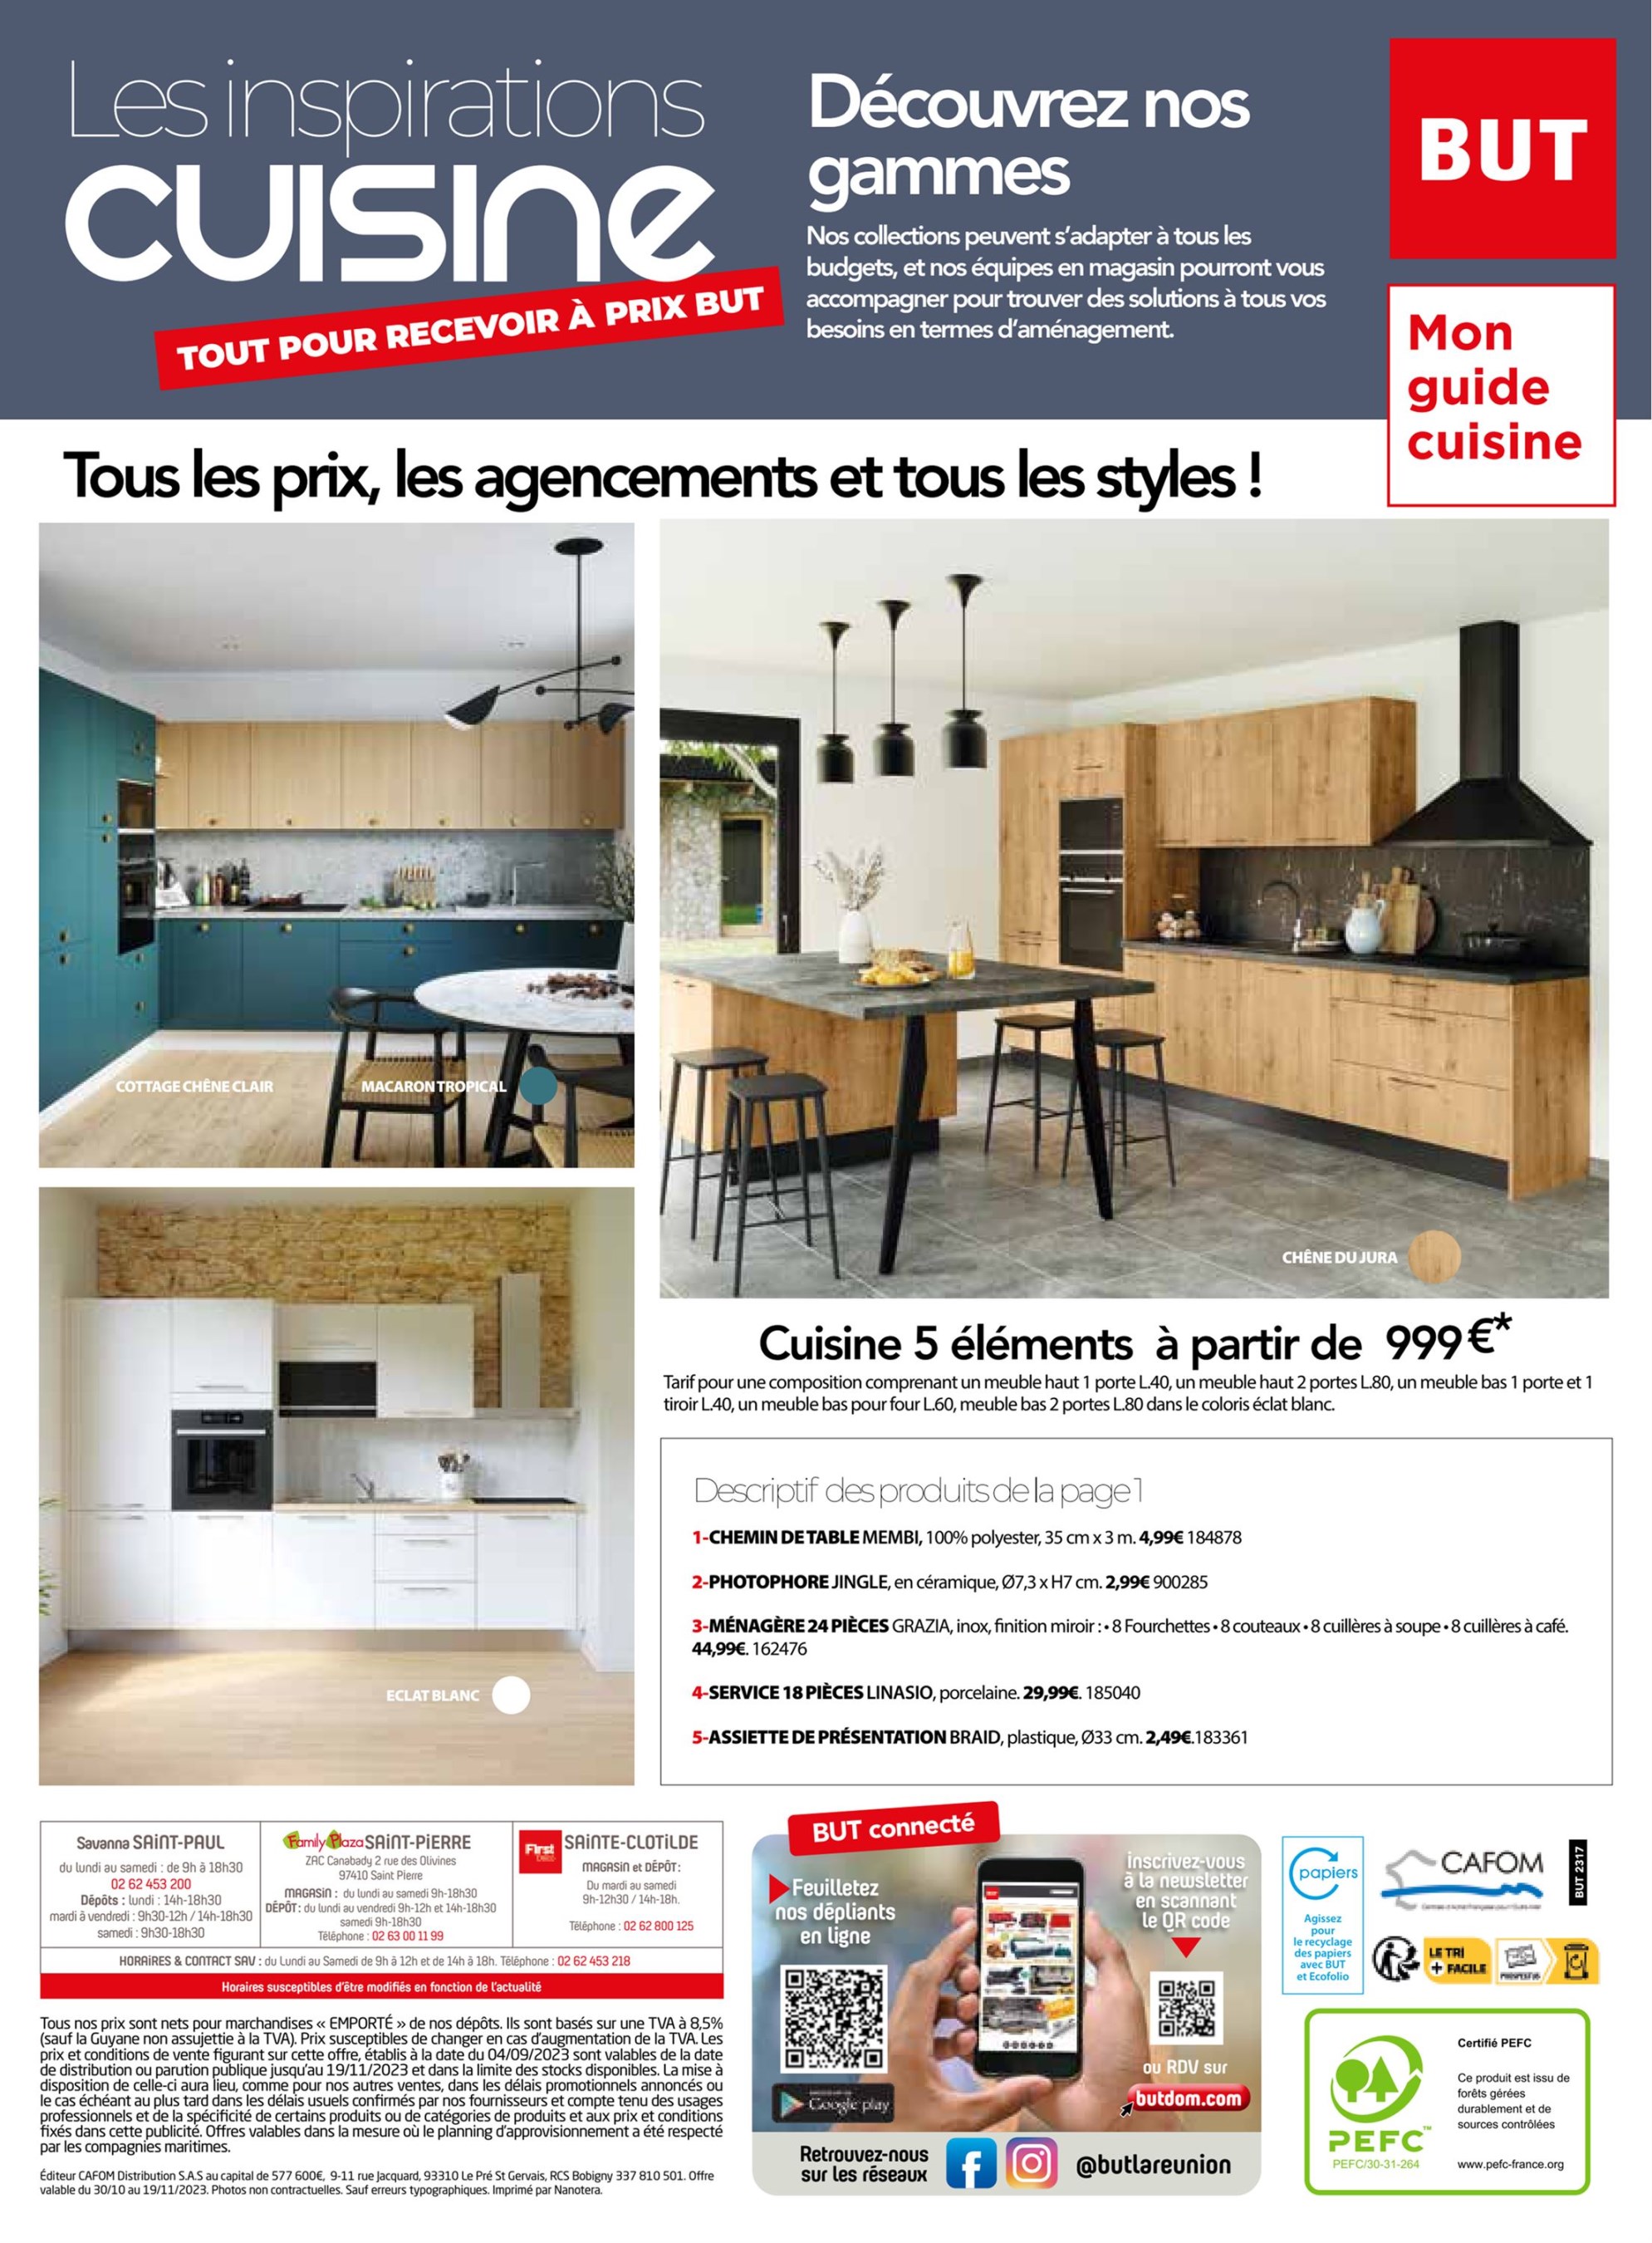 Les inspirations
CUISINE
TOUT POUR RECEVOIR À PRIX BUT
Découvrez nos
gammes
Nos collections peuvent s'adapter à tous les
budgets, et nos équipes en magasin pourront vous
accompagner pour trouver des solutions à tous vos
besoins en termes d'aménagement.
BUT
Mon
guide
cuisine
Tous les prix, les agencements et tous les styles !
COTTAGE CHÊNE CLAIR
MACARON TROPICAL
CHÊNE DU JURA
ECLAT BLANC
Cuisine 5 éléments à partir de 999€*
Tarif pour une composition comprenant un meuble haut 1 porte L.40, un meuble haut 2 portes L.80, un meuble bas 1 porte et 1
tiroir L.40, un meuble bas pour four L.60, meuble bas 2 portes L.80 dans le coloris éclat blanc.
Descriptif des produits de la page 1
1-CHEMIN DE TABLE MEMBI, 100% polyester, 35 cm x 3 m. 4,99€ 184878
2-PHOTOPHORE JINGLE, en céramique, Ø7,3 x H7 cm. 2,99€ 900285
3-MÉNAGÈRE 24 PIÈCES GRAZIA, inox, finition miroir : • 8 Fourchettes • 8 couteaux • 8 cuillères à soupe • 8 cuillères à café.
44,99€. 162476
4-SERVICE 18 PIÈCES LINASIO, porcelaine. 29,99€. 185040
5-ASSIETTE DE PRÉSENTATION BRAID, plastique, Ø33 cm. 2,49€.183361
Savanna SAINT-PAUL
du lundi au samedi : de 9h à 18h30
02 62 453 200
Dépôts : lundi : 14h-18h30
mardi à vendredi : 9h30-12h / 14h-18h30
samedi : 9h30-18h30
Family Plaza SAINT-PIERRE
ZAC Canabady 2 rue des Olivines
97410 Saint Pierre
MAGASIN : du lundi au samedi 9h-18h30
DÉPÔT : du lundi au vendredi 9h-12h et 14h-18h30
samedi 9h-18h30
Téléphone : 02 63 00 11 99
First
Déco
SAINTE-CLOTILDE
MAGASIN et DÉPÔT :
Du mardi au samedi
9h-12h30 / 14h-18h.
Téléphone : 02 62 800 125
HORAIRES & CONTACT SAV : du Lundi au Samedi de 9h à 12h et de 14h à 18h. Téléphone : 02 62 453 218
Horaires susceptibles d'être modifiés en fonction de l'actualité
Tous nos prix sont nets pour marchandises « EMPORTÉ » de nos dépôts. Ils sont basés sur une TVA à 8,5%
(sauf la Guyane non assujettie à la TVA). Prix susceptibles de changer en cas d'augmentation de la TVA. Les
prix et conditions de vente figurant sur cette offre, établis à la date du 04/09/2023 sont valables de la date
de distribution ou parution publique jusqu'au 19/11/2023 et dans la limite des stocks disponibles. La mise à
disposition de celle-ci aura lieu, comme pour nos autres ventes, dans les délais promotionnels annoncés ou
le cas échéant au plus tard dans les délais usuels confirmés par nos fournisseurs et compte tenu des usages
professionnels et de la spécificité de certains produits ou de catégories de produits et aux prix et conditions
fixés dans cette publicité. Offres valables dans la mesure où le planning d'approvisionnement a été respecté
par les compagnies maritimes.
Éditeur CAFOM Distribution S.A.S au capital de 577 600€, 9-11 rue Jacquard, 93310 Le Pré St Gervais, RCS Bobigny 337 810 501. Offre
valable du 30/10 au 19/11/2023. Photos non contractuelles. Sauf erreurs typographiques. Imprimé par Nanotera.
BUT connecté
Feuilletez
nos dépliants
en ligne
Google play
inscrivez-vous
à la newsletter
en scannant
le QR code
ou RDV sur
butdom.com
Retrouvez-nous
sur les réseaux
@butlareunion
papiers
Agissez
pour
le recyclage
des papiers
avec BUT
et Ecofolio
CAFOM
BUT 2317
LE TRI
+ FACILE
PROSPECTUS
PEFC™
PEFC/30-31-264
Certifié PEFC
Ce produit est issu de
forêts gérées
durablement et de
sources contrôlées
www.pefc-france.org